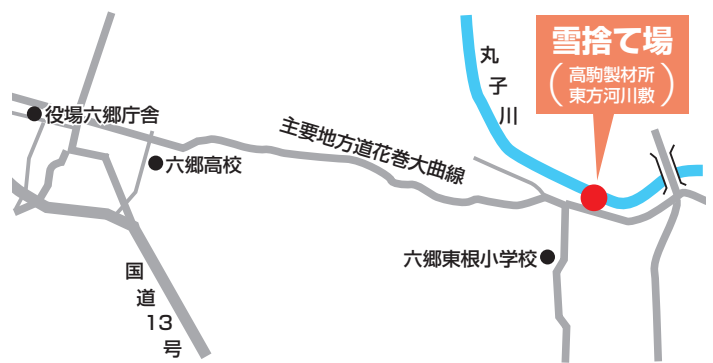 雪捨て場
(高駒製材所
東方河川敷)
丸子川
役場六郷庁舎
主要地方道花巻大曲線
六郷高校
六郷東根小学校
国道13号